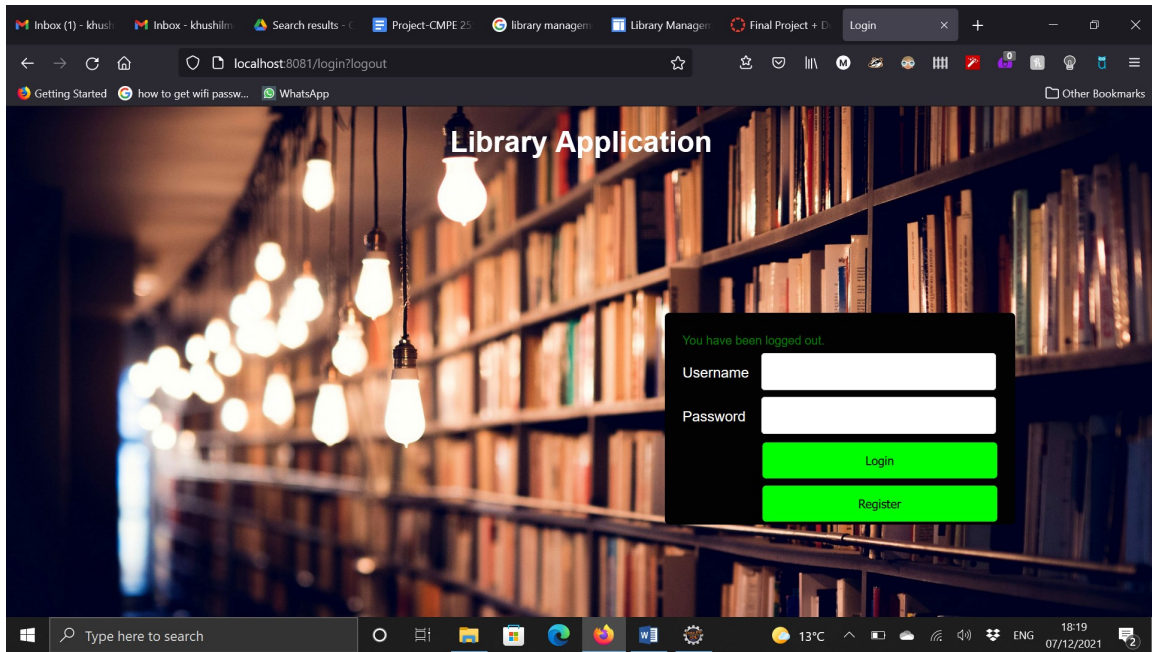 Inbox (1) - khush
Inbox - khushilm
Search results - G
Project-CMPE 25
library managem
Library Managem
Final Project + De
Login
localhost:8081/login?logout
Getting Started
how to get wifi passw...
WhatsApp
Other Bookmarks
Library Application
You have been logged out.
Username
Password
Login
Register
Type here to search
13°C
ENG
18:19
07/12/2021